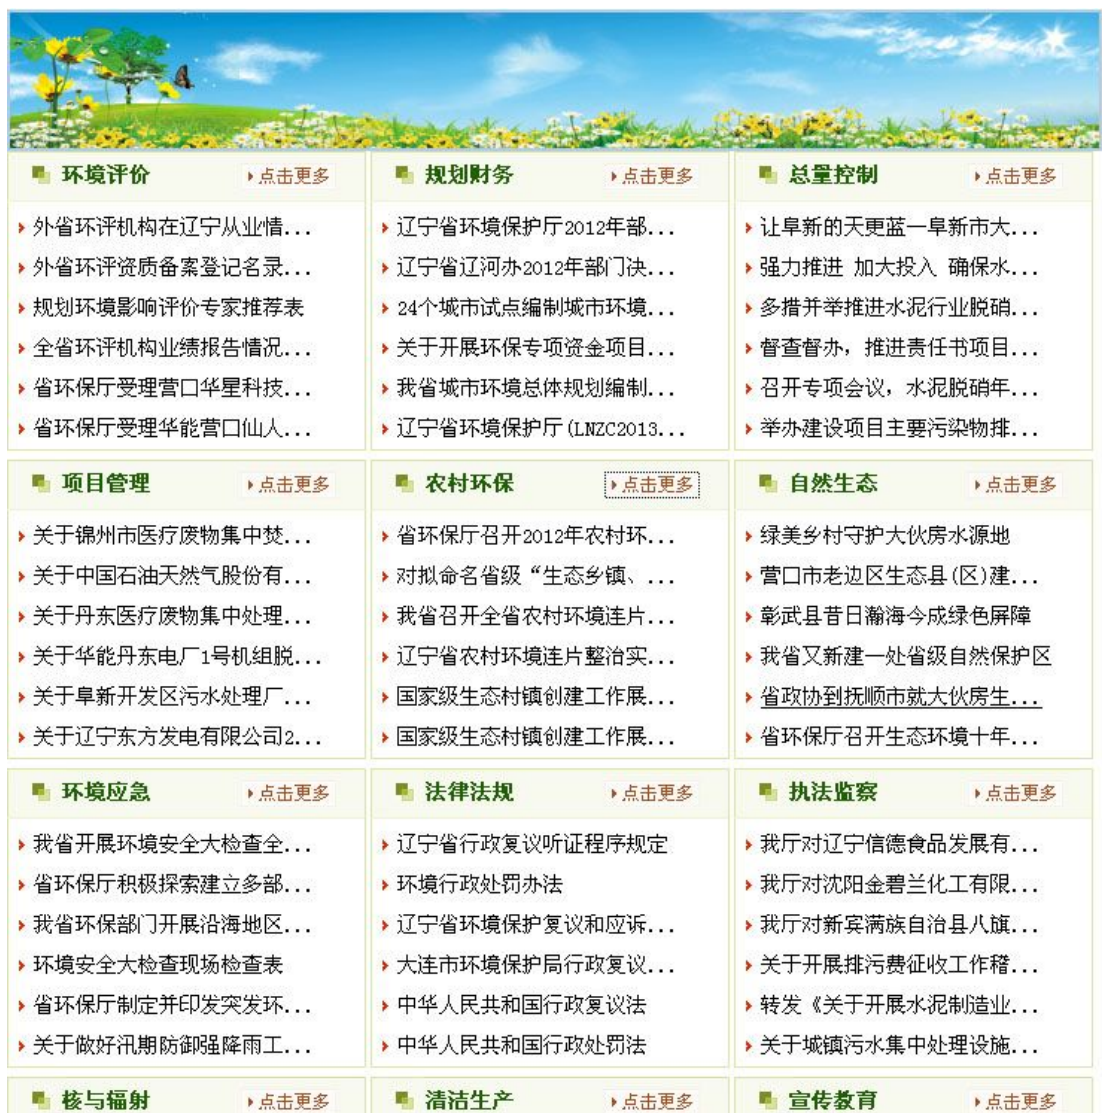 环境评价 点击更多
外省环评机构在辽宁从业情...
外省环评资质备案登记名录...
规划环境影响评价专家推荐表
全省环评机构业绩报告情况...
省环保厅受理营口华星科技...
省环保厅受理华能营口仙人...
规划财务 点击更多
辽宁省环境保护厅2012年部...
辽宁省辽河办2012年部门决...
24个城市试点编制城市环境...
关于开展环保专项资金项目...
我省城市环境总体规划编制...
辽宁省环境保护厅(LNZC2013...
总量控制 点击更多
让阜新的天更蓝—阜新市大...
强力推进 加大投入 确保水...
多措并举推进水泥行业脱硝...
督查督办，推进责任书项目...
召开专项会议，水泥脱硝年...
举办建设项目主要污染物排...
项目管理 点击更多
关于锦州市医疗废物集中焚...
关于中国石油天然气股份有...
关于丹东医疗废物集中处理...
关于华能丹东电厂1号机组脱...
关于阜新开发区污水处理厂...
关于辽宁东方发电有限公司2...
农村环保 点击更多
省环保厅召开2012年农村环...
对拟命名省级“生态乡镇、...
我省召开全省农村环境连片...
辽宁省农村环境连片整治实...
国家级生态村镇创建工作展...
国家级生态村镇创建工作展...
自然生态 点击更多
绿美乡村守护大伙房水源地
营口市老边区生态县(区)建...
彰武县昔日瀚海今成绿色屏障
我省又新建一处省级自然保护区
省政协到抚顺市就大伙房生...
省环保厅召开生态环境十年...
环境应急 点击更多
我省开展环境安全大检查全...
省环保厅积极探索建立多部...
我省环保部门开展沿海地区...
环境安全大检查现场检查表
省环保厅制定并印发突发环...
关于做好汛期防御强降雨工...
法律法规 点击更多
辽宁省行政复议听证程序规定
环境行政处罚办法
辽宁省环境保护复议和应诉...
大连市环境保护局行政复议...
中华人民共和国行政复议法
中华人民共和国行政处罚法
执法监察 点击更多
我厅对辽宁信德食品发展有...
我厅对沈阳金碧兰化工有限...
我厅对新宾满族自治县八旗...
关于开展排污费征收工作稽...
转发《关于开展水泥制造业...
关于城镇污水集中处理设施...
核与辐射 点击更多
清洁生产 点击更多
宣传教育 点击更多